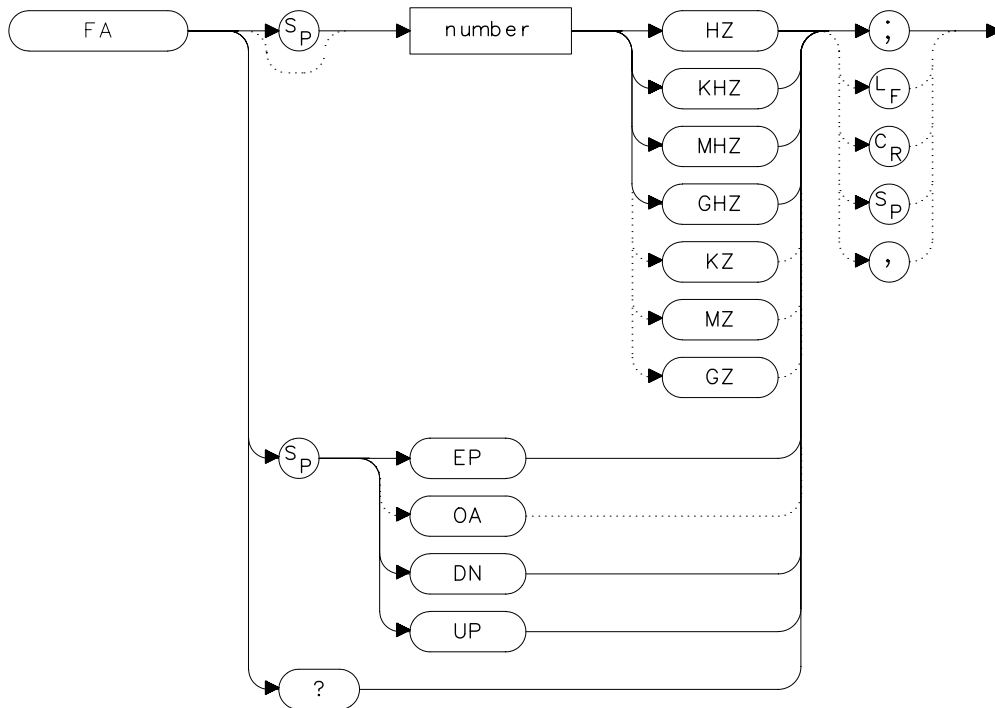 FA SP number HZ ;
KHZ LF
MHZ CR
GHZ SP
KZ ,
MZ
GZ
SP EP
OA
DN
UP
?